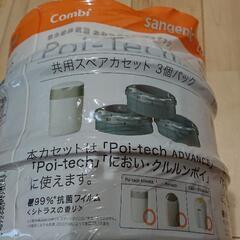 Combi
Sangeni
Poi-Tech
共用スペアカセット 3個パック
本カセットは「Poi-tech ADVANCE」
「Poi-tech」「におい・クルルンポイ」
に使えます。
99%*抗菌フィルム
<シトラスの香り>